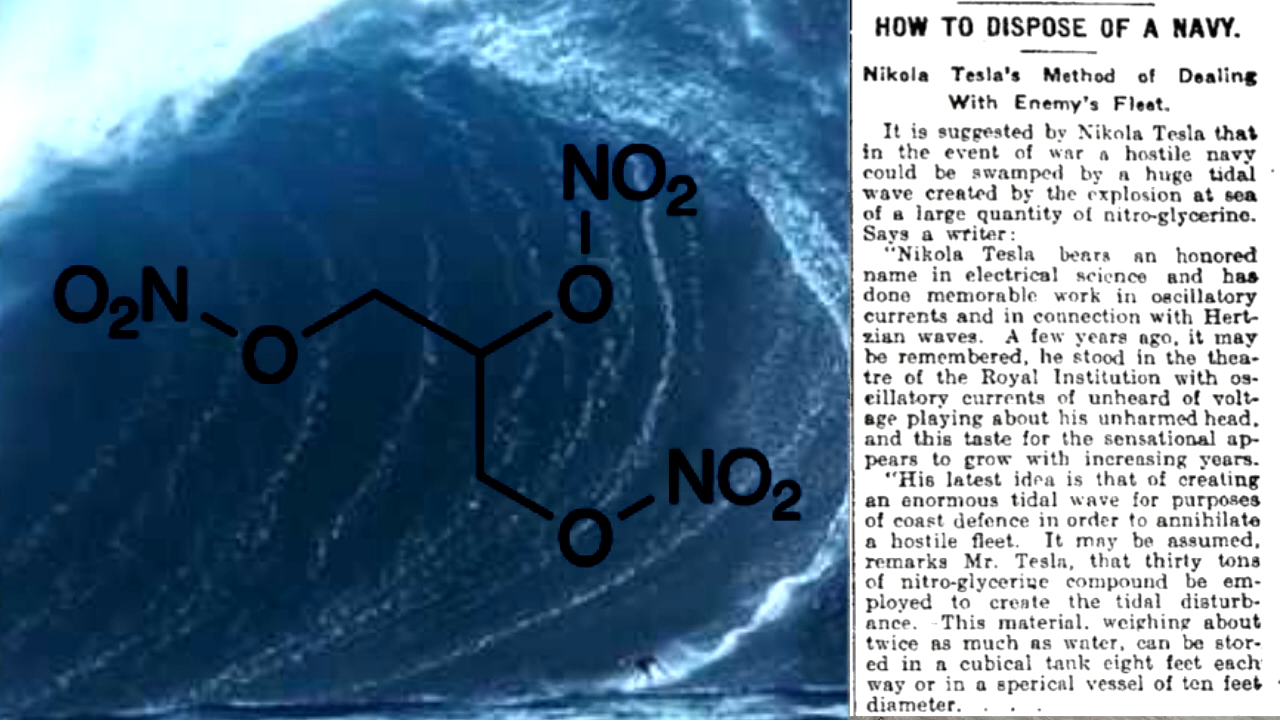 NO2
O2N
O
O
NO2
O
HOW TO DISPOSE OF A NAVY.
Nikola Tesla's Method of Dealing
With Enemy's Fleet.
It is suggested by Nikola Tesla that
in the event of war a hostile navy
could be swamped by a huge tidal
wave created by the explosion at sea
of a large quantity of nitro-glycerine.
Says a writer:
"Nikola Tesla bears an honored
name in electrical science and has
done memorable work in oscillatory
currents and in connection with Hert-
zian waves. A few years ago, it may
be remembered, he stood in the thea-
tre of the Royal Institution with os-
cillatory currents of unheard of volt-
age playing about his unharmed head,
and this taste for the sensational ap-
pears to grow with increasing years.
"His latest idea is that of creating
an enormous tidal wave for purposes
of coast defence in order to annihilate
a hostile fleet. It may be assumed,
remarks Mr. Tesla, that thirty tons
of nitro-glycerine compound be em-
ployed to create the tidal disturb-
ance. This material, weighing about
twice as much as water, can be stor-
ed in a cubical tank eight feet each
way or in a sperical vessel of ten feet
diameter. . . .